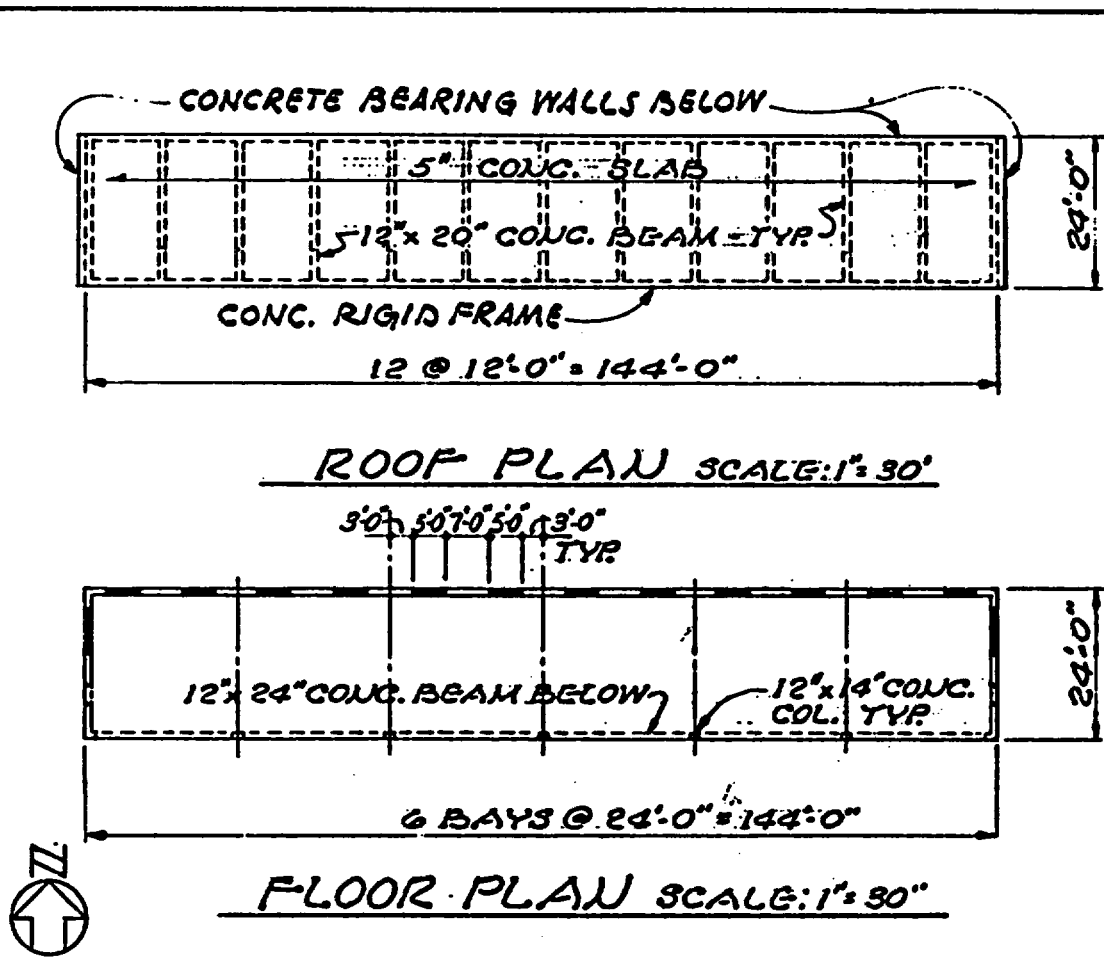 CONCRETE BEARING WALLS BELOW
5" CONC. SLAB
12" x 20" CONC. BEAM - TYP.
24'-0"
CONC. RIGID FRAME
12 @ 12'-0" = 144'-0"
ROOF PLAN SCALE: 1" = 30'
3'-0" 5'-0" 7'-0" 5'-0" 3'-0"
TYP.
12" x 24" CONC. BEAM BELOW
12" x 14" CONC.
COL. TYP.
24'-0"
6 BAYS @ 24'-0" = 144'-0"
N
FLOOR PLAN SCALE: 1" = 30"